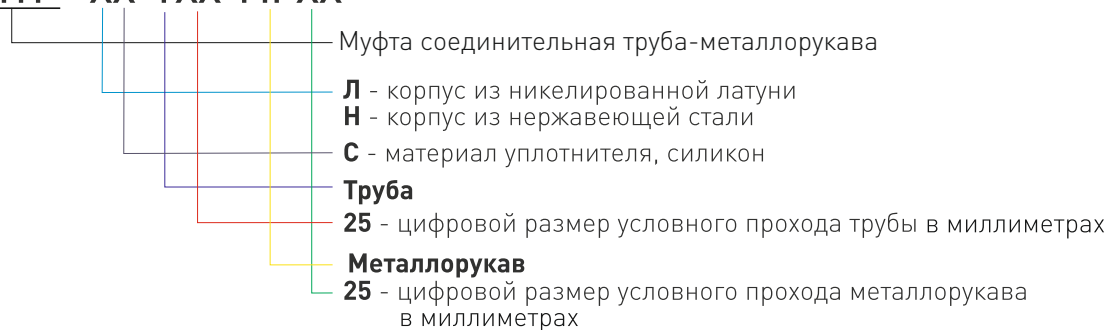 Муфта соединительная труба-металлорукава
Л - корпус из никелированной латуни
Н - корпус из нержавеющей стали
С - материал уплотнителя, силикон
Труба
25 - цифровой размер условного прохода трубы в миллиметрах
Металлорукав
25 - цифровой размер условного прохода металлорукава
в миллиметрах